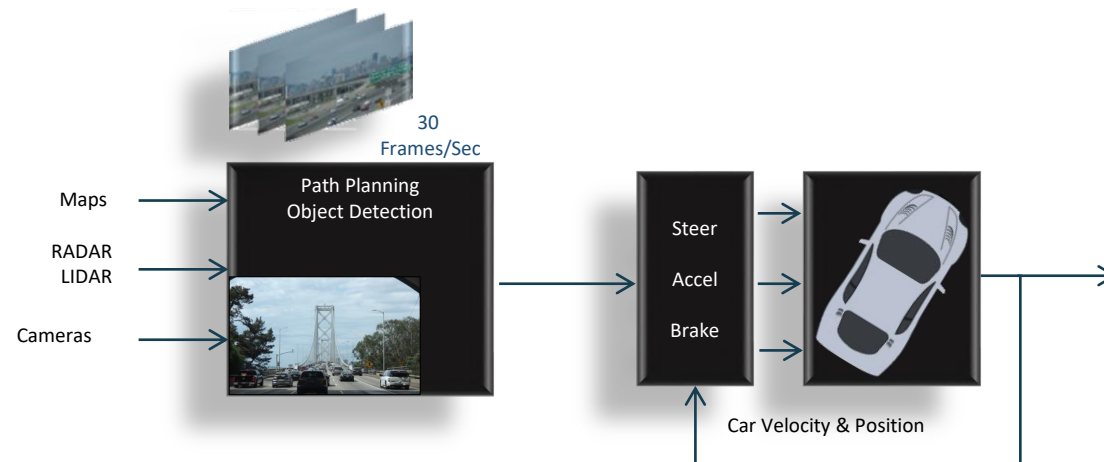 30
Frames/Sec
Path Planning
Object Detection
Maps
RADAR
LIDAR
Cameras
Steer
Accel
Brake
Car Velocity & Position